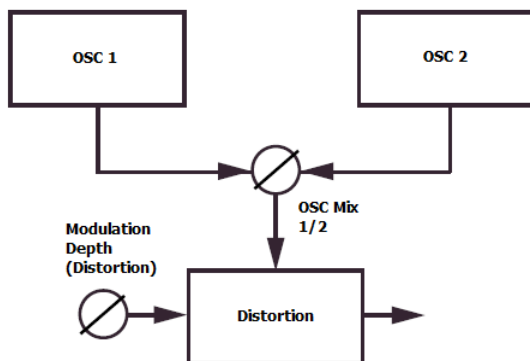 OSC 1
OSC 2
OSC Mix
1/2
Modulation
Depth
(Distortion)
Distortion